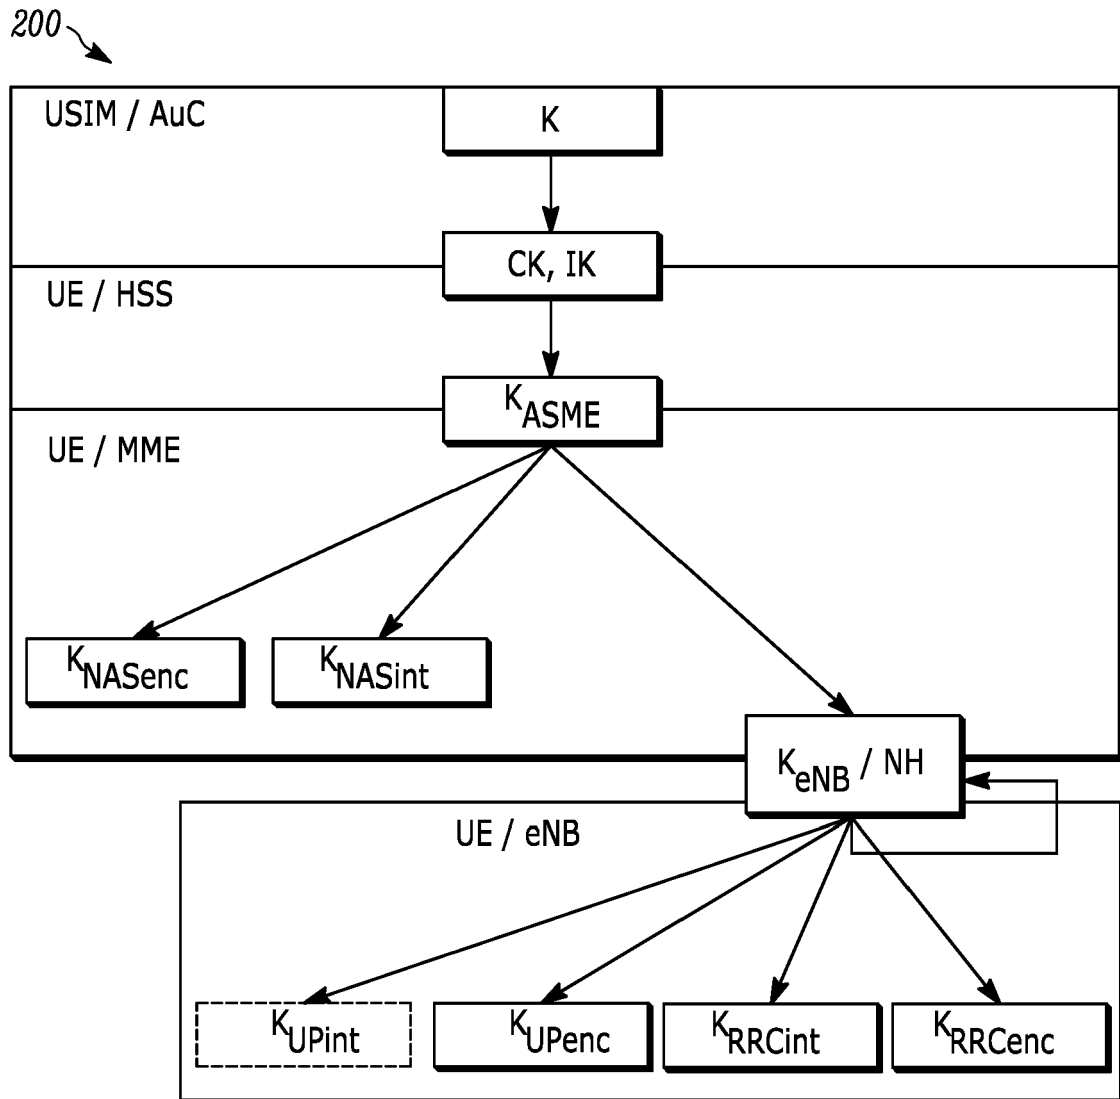 200
USIM / AuC
K
CK, IK
UE / HSS
KASME
UE / MME
KNASenc
KNASint
KeNB / NH
UE / eNB
KUPint
KUPenc
KRRCint
KRRCenc